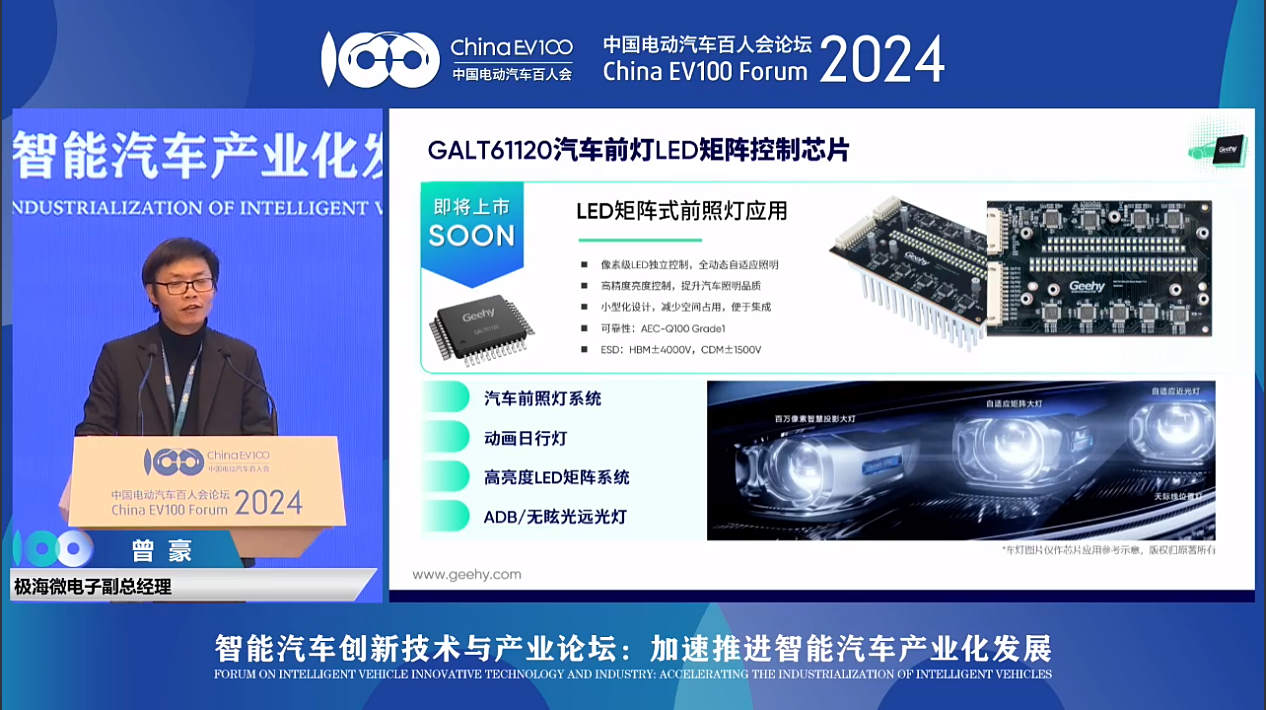 ChinaEV100
中国电动汽车百人会
中国电动汽车百人会论坛
China EV100 Forum
2024
智能汽车产业化发
NDUSTRIALIZATION OF INTELLIGENT V
ChinaEV100
中国电动汽车百人会
中国电动汽车百人会论坛
China EV100 Forum
2024
曾 豪
极海微电子副总经理
GALT61120汽车前灯LED矩阵控制芯片
Geehy
即将上市
SOON
Geehy
GALT61120
LED矩阵式前照灯应用
像素级LED独立控制，全动态自适应照明
高精度亮度控制，提升汽车照明品质
小型化设计，减少空间占用，便于集成
可靠性：AEC-Q100 Grade1
ESD：HBM±4000V，CDM±1500V
Geehy
Geehy
汽车前照灯系统
动画日行灯
高亮度LED矩阵系统
ADB/无眩光远光灯
百万像素智慧投影大灯
自适应矩阵大灯
自适应近光灯
*车灯图片仅作芯片应用参考示意，版权归原著所有
www.geehy.com
智能汽车创新技术与产业论坛：加速推进智能汽车产业化发展
FORUM ON INTELLIGENT VEHICLE INNOVATIVE TECHNOLOGY AND INDUSTRY: ACCELERATING THE INDUSTRIALIZATION OF INTELLIGENT VEHICLES